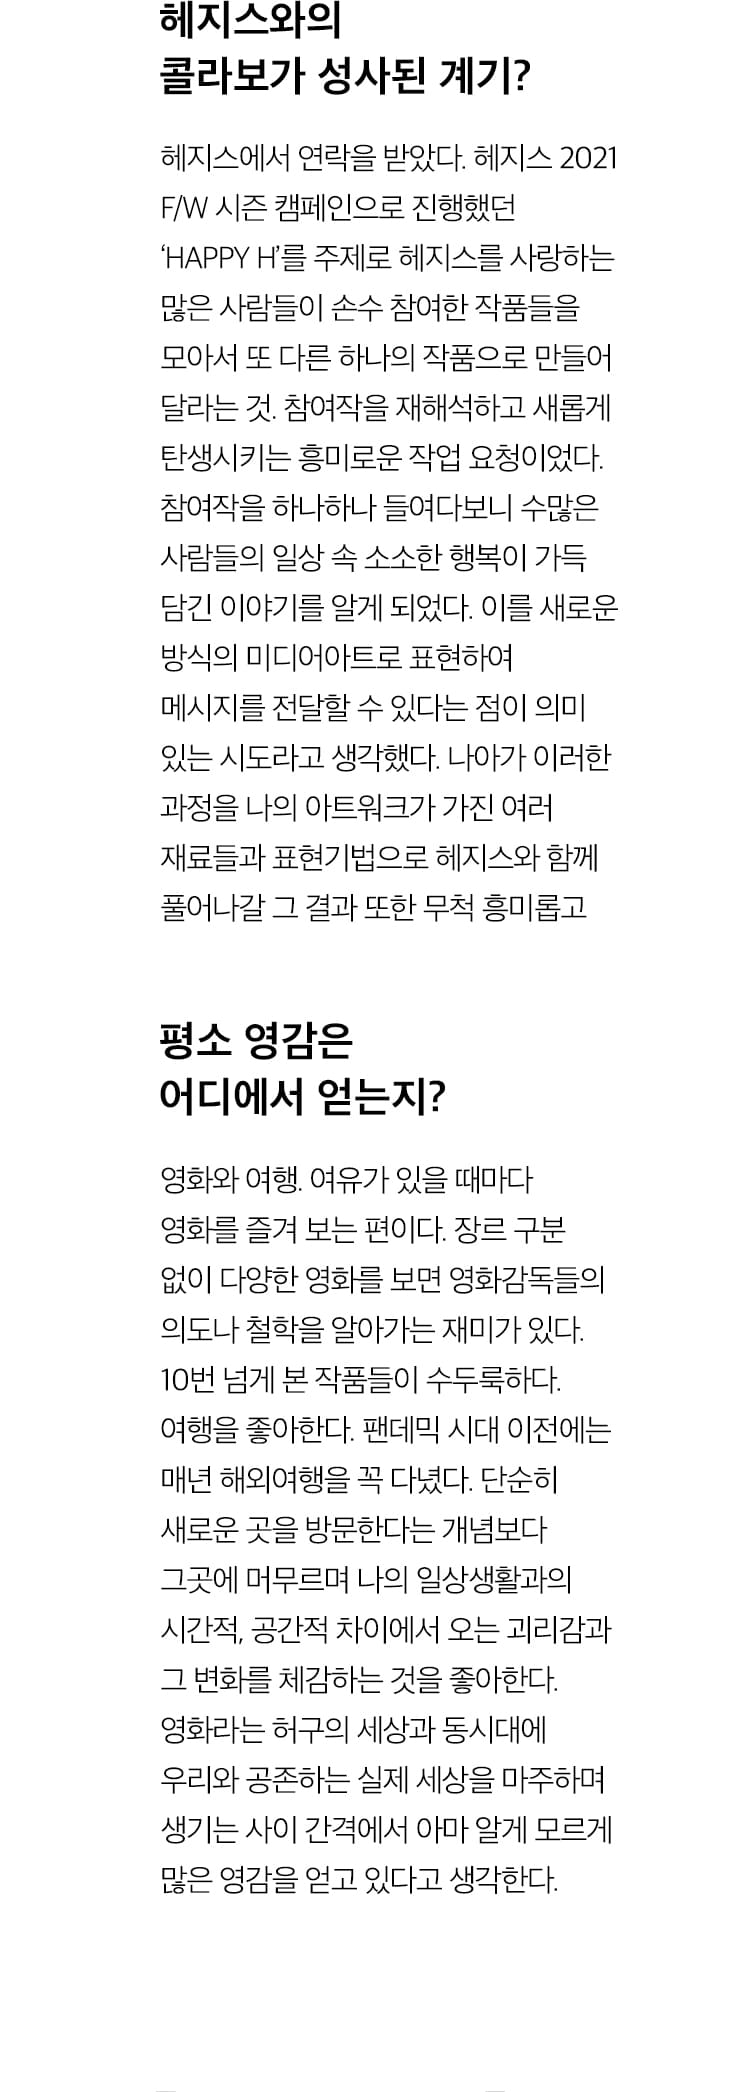 헤지스와의
콜라보가 성사된 계기?
헤지스에서 연락을 받았다. 헤지스 2021
F/W 시즌 캠페인으로 진행했던
‘HAPPY H’를 주제로 헤지스를 사랑하는
많은 사람들이 손수 참여한 작품들을
모아서 또 다른 하나의 작품으로 만들어
달라는 것. 참여작을 재해석하고 새롭게
탄생시키는 흥미로운 작업 요청이었다.
참여작을 하나하나 들여다보니 수많은
사람들의 일상 속 소소한 행복이 가득
담긴 이야기를 알게 되었다. 이를 새로운
방식의 미디어아트로 표현하여
메시지를 전달할 수 있다는 점이 의미
있는 시도라고 생각했다. 나아가 이러한
과정을 나의 아트워크가 가진 여러
재료들과 표현기법으로 헤지스와 함께
풀어나갈 그 결과 또한 무척 흥미롭고
평소 영감은
어디에서 얻는지?
영화와 여행. 여유가 있을 때마다
영화를 즐겨 보는 편이다. 장르 구분
없이 다양한 영화를 보면 영화감독들의
의도나 철학을 알아가는 재미가 있다.
10번 넘게 본 작품들이 수두룩하다.
여행을 좋아한다. 팬데믹 시대 이전에는
매년 해외여행을 꼭 다녔다. 단순히
새로운 곳을 방문한다는 개념보다
그곳에 머무르며 나의 일상생활과의
시간적, 공간적 차이에서 오는 괴리감과
그 변화를 체감하는 것을 좋아한다.
영화라는 허구의 세상과 동시대에
우리와 공존하는 실제 세상을 마주하며
생기는 사이 간격에서 아마 알게 모르게
많은 영감을 얻고 있다고 생각한다.